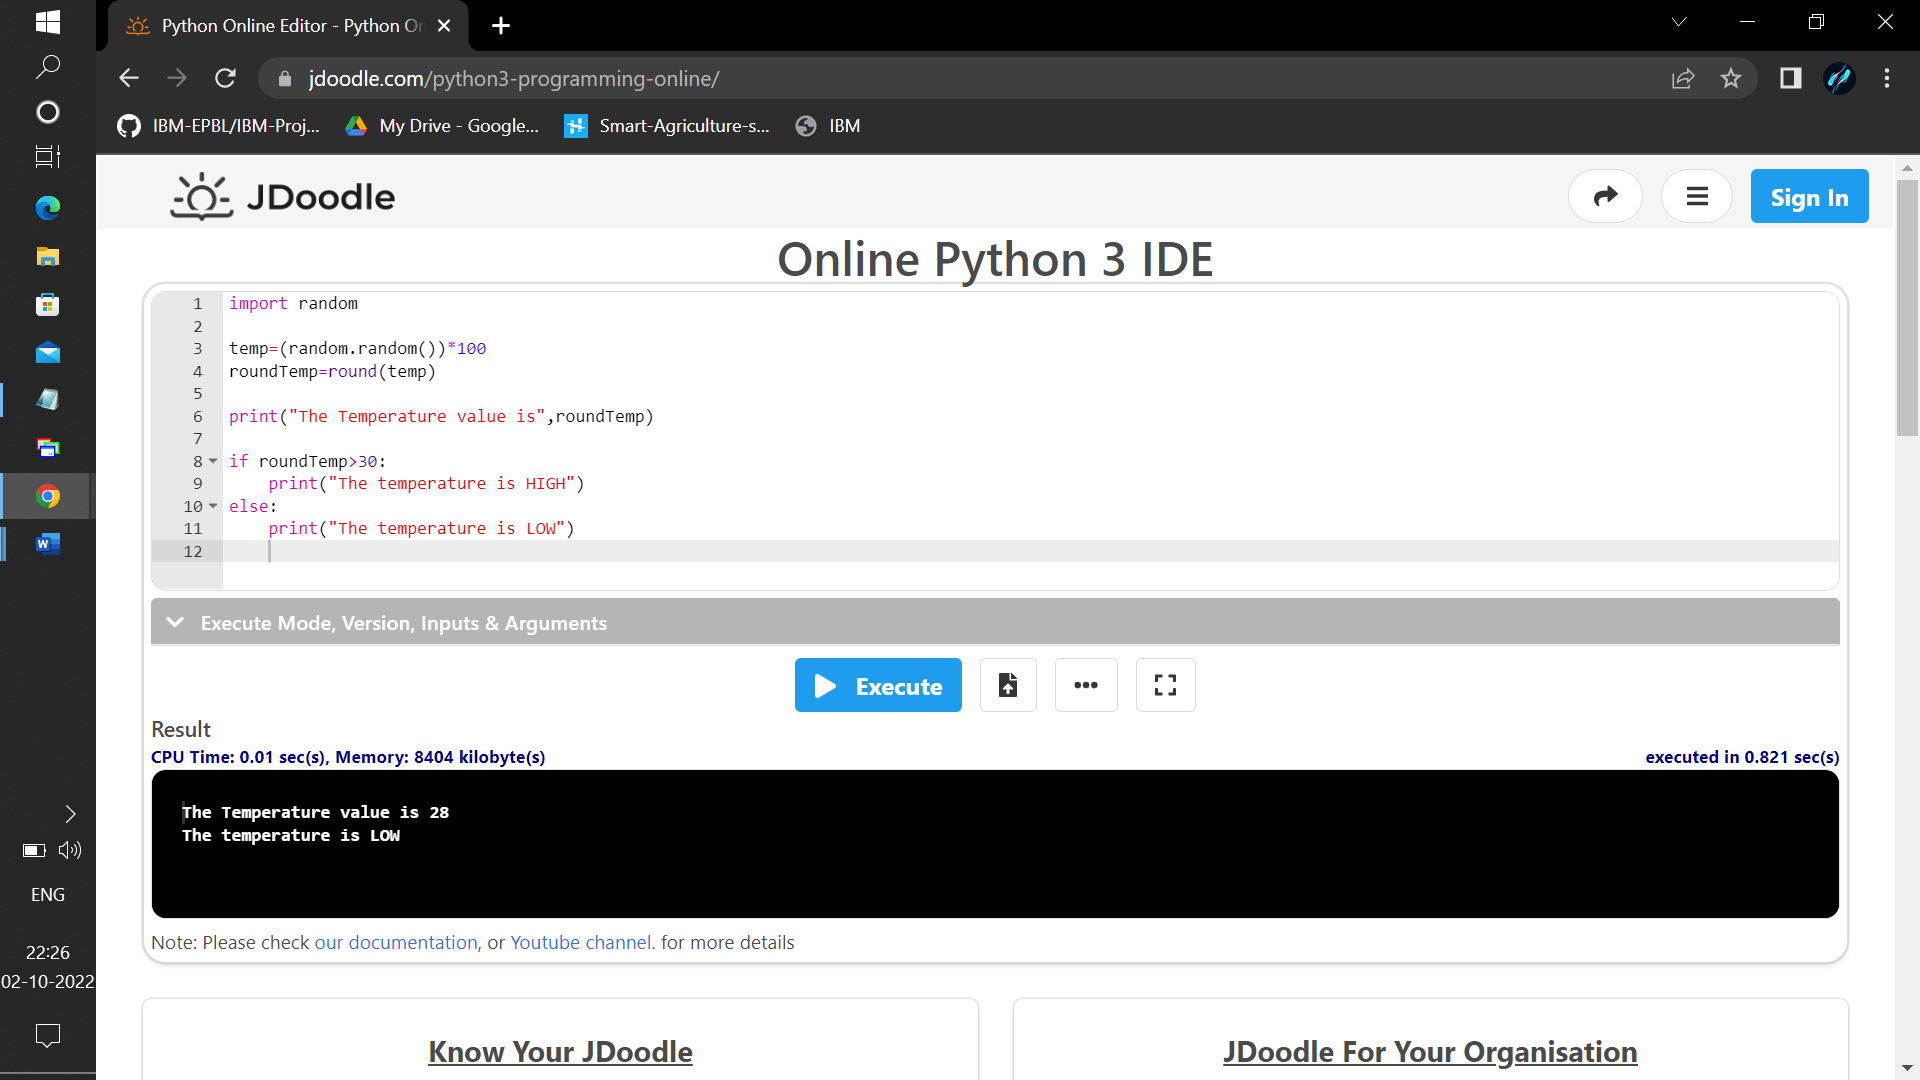 Python Online Editor - Python Or
jdoodle.com/python3-programming-online/
IBM-EPBL/IBM-Proj...
My Drive - Google...
Smart-Agriculture-s...
IBM
JDoodle
Sign In
Online Python 3 IDE
1 import random
2
3 temp=(random.random())*100
4 roundTemp=round(temp)
5
6 print("The Temperature value is",roundTemp)
7
8 if roundTemp>30:
9     print("The temperature is HIGH")
10 else:
11     print("The temperature is LOW")
12
Execute Mode, Version, Inputs & Arguments
Execute
Result
CPU Time: 0.01 sec(s), Memory: 8404 kilobyte(s)
executed in 0.821 sec(s)
The Temperature value is 28
The temperature is LOW
Note: Please check our documentation, or Youtube channel. for more details
Know Your JDoodle
JDoodle For Your Organisation
W
ENG
22:26
02-10-2022